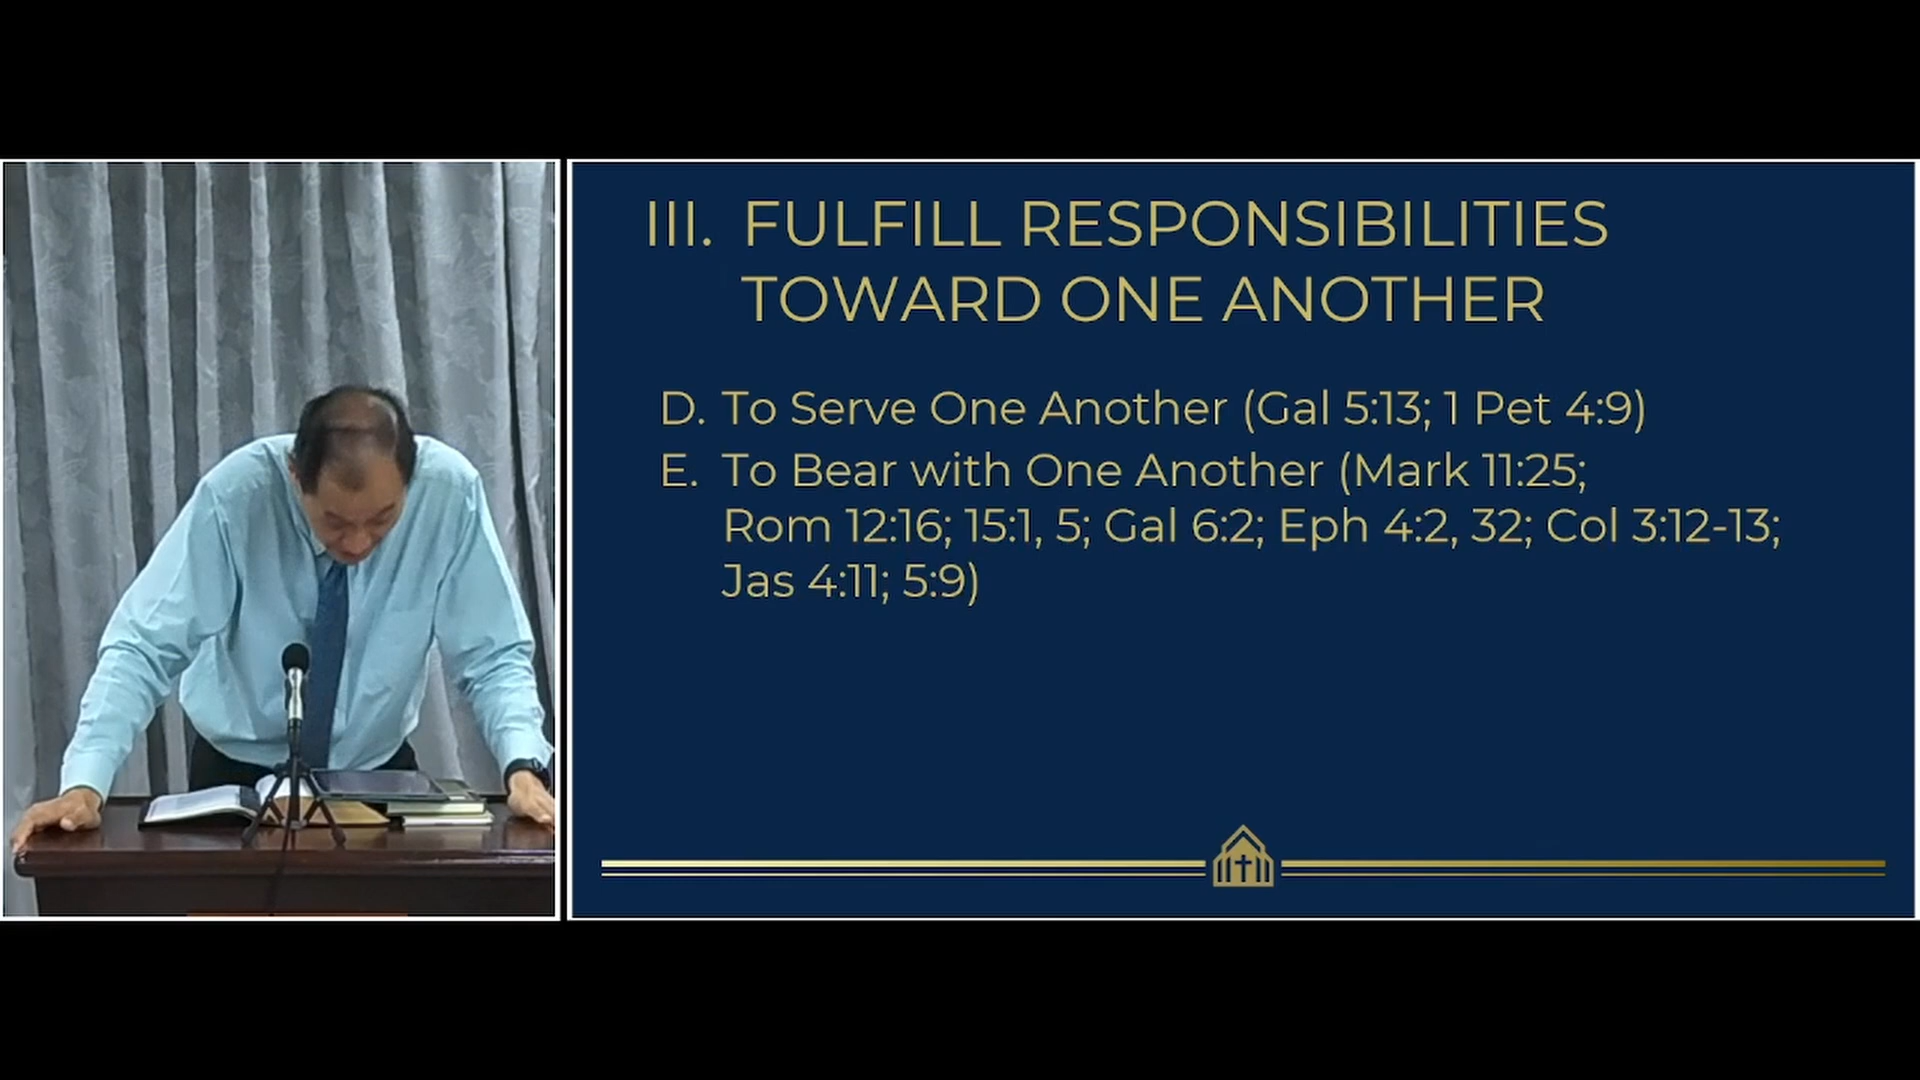 III. FULFILL RESPONSIBILITIES
TOWARD ONE ANOTHER
D. To Serve One Another (Gal 5:13; 1 Pet 4:9)
E. To Bear with One Another (Mark 11:25;
Rom 12:16; 15:1, 5; Gal 6:2; Eph 4:2, 32; Col 3:12-13;
Jas 4:11; 5:9)